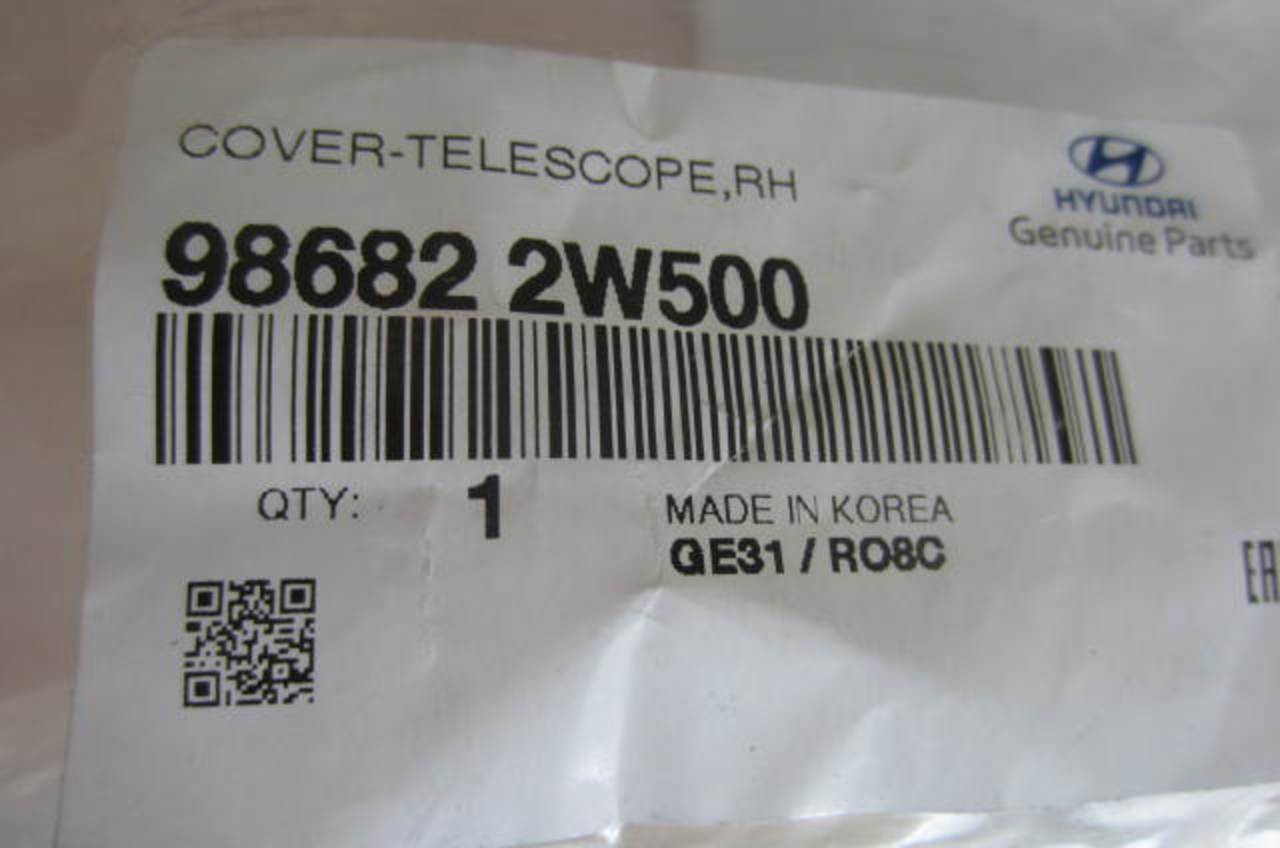 COVER-TELESCOPE,RH
HYUNDAI
Genuine Parts
98682 2W500
QTY: 1
MADE IN KOREA
GE31 / RO8C